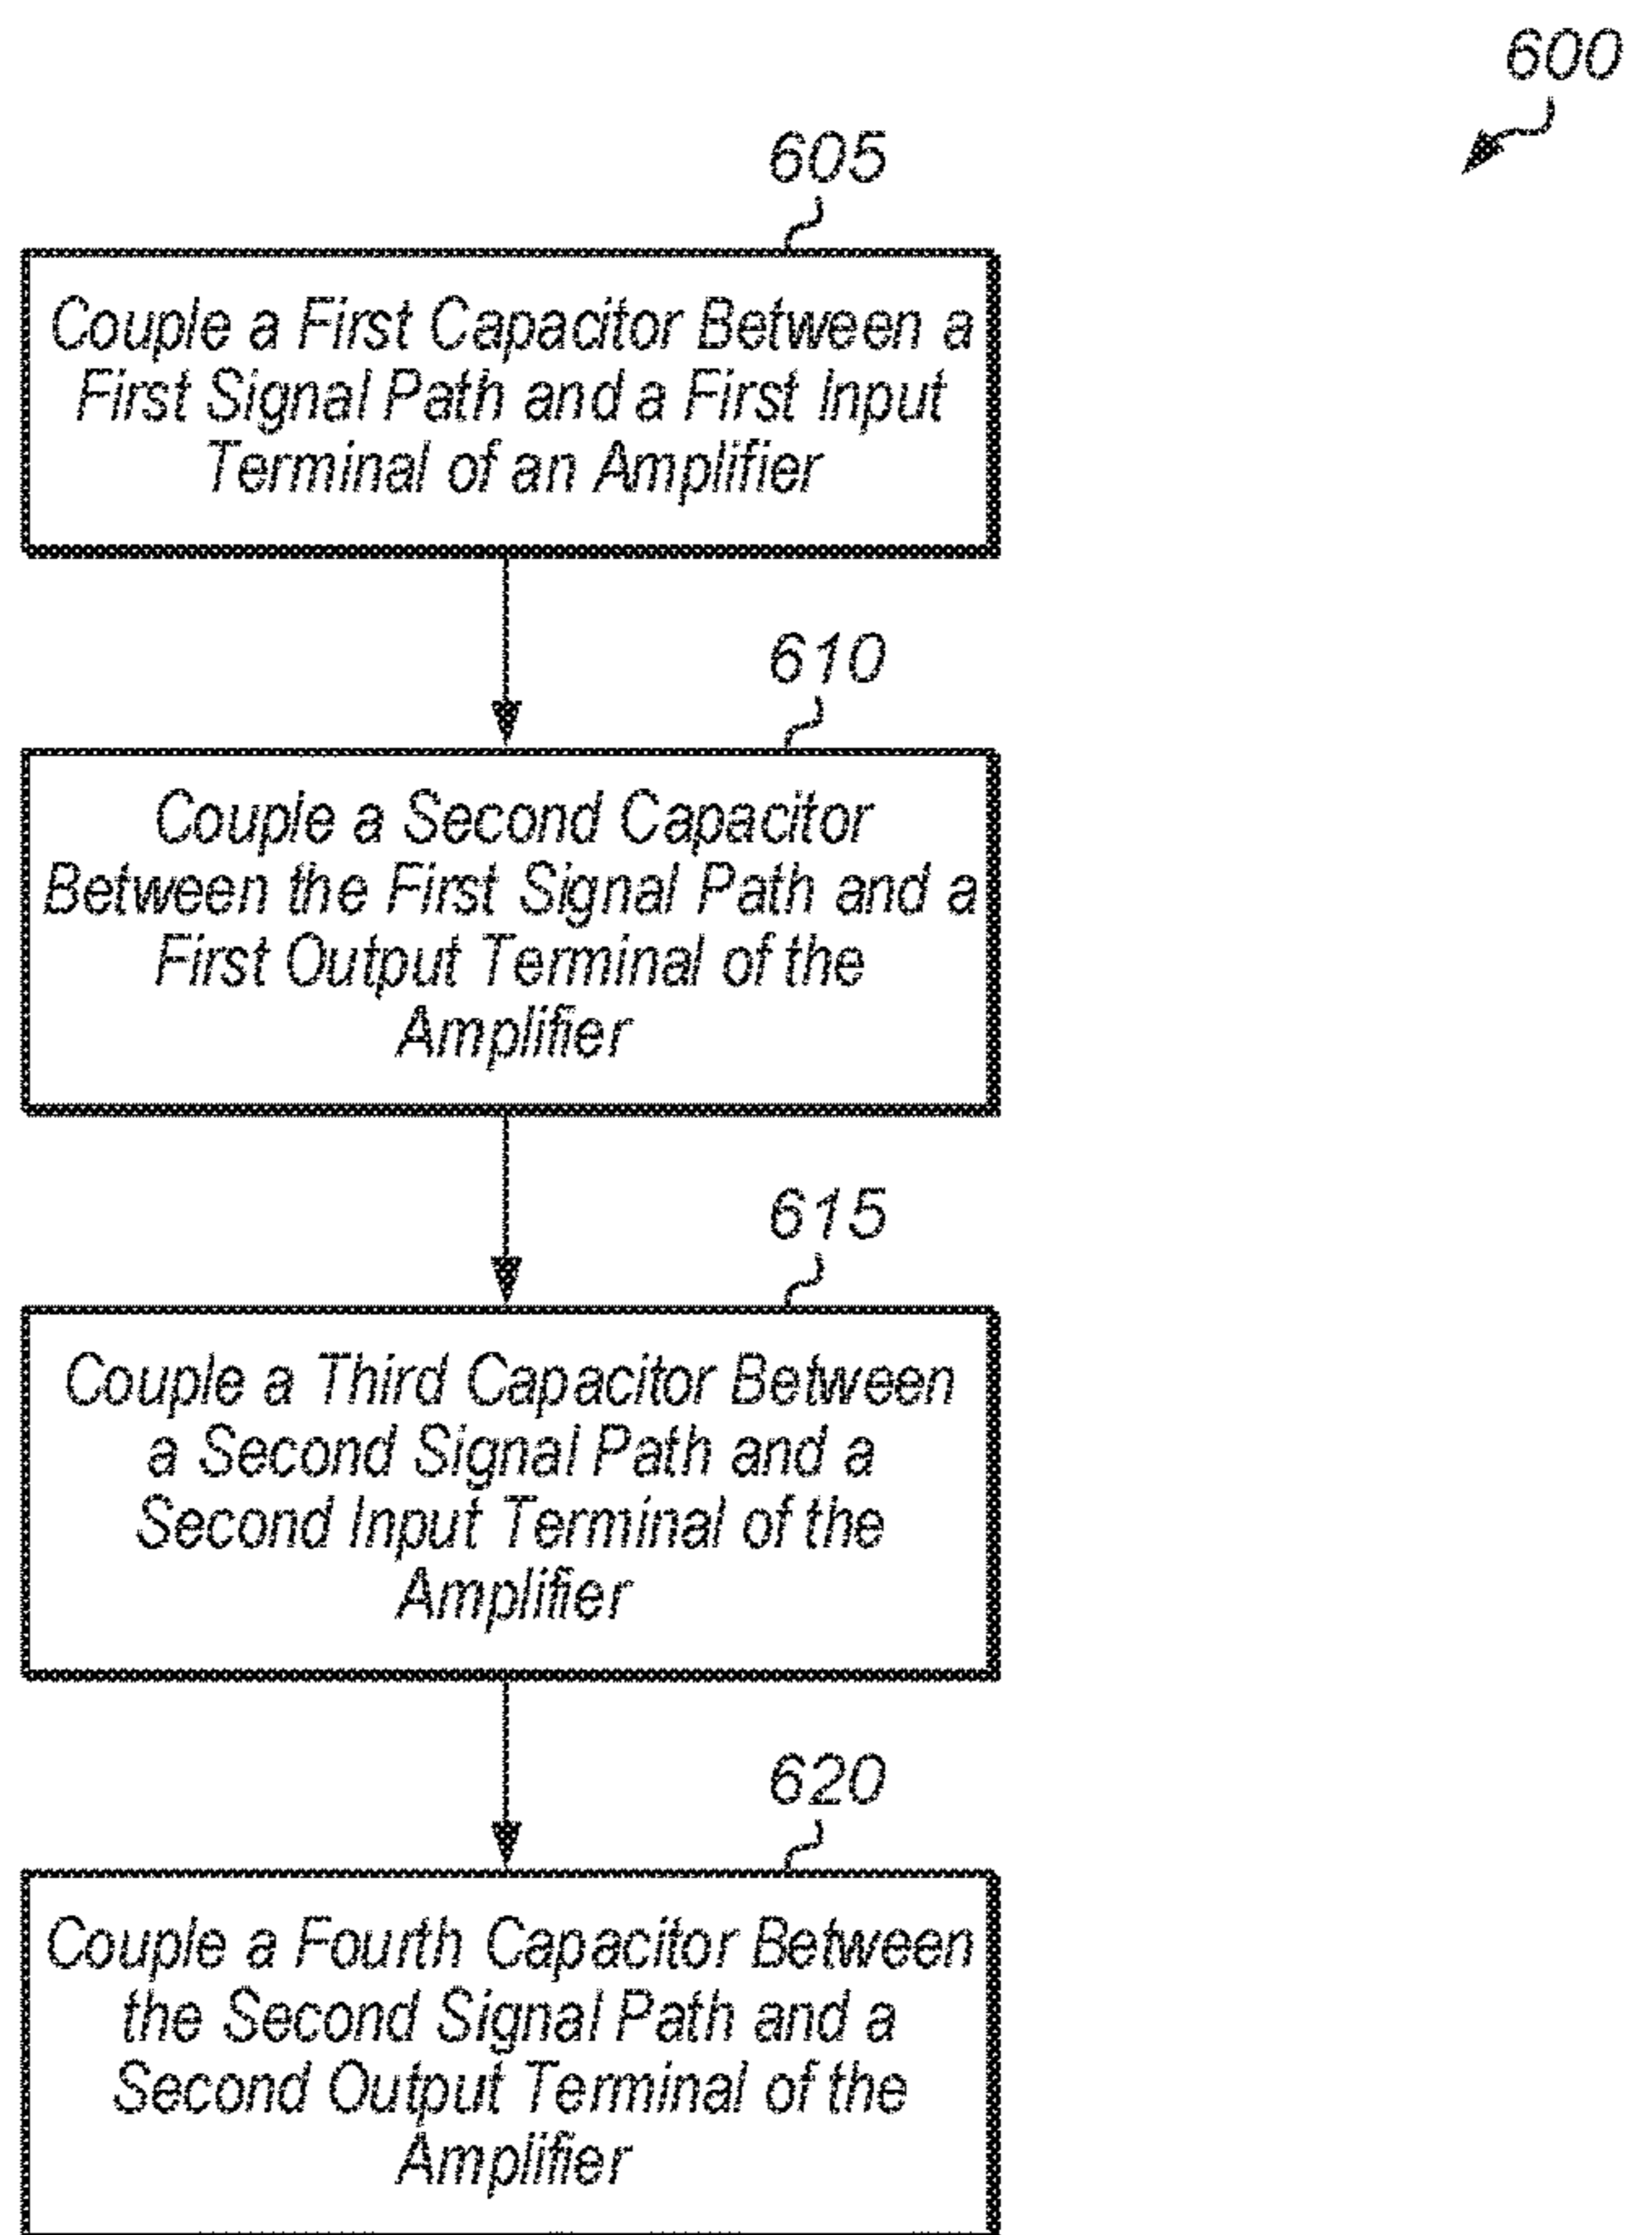 600
605
Couple a First Capacitor Between a
First Signal Path and a First Input
Terminal of an Amplifier
610
Couple a Second Capacitor
Between the First Signal Path and a
First Output Terminal of the
Amplifier
615
Couple a Third Capacitor Between
a Second Signal Path and a
Second Input Terminal of the
Amplifier
620
Couple a Fourth Capacitor Between
the Second Signal Path and a
Second Output Terminal of the
Amplifier